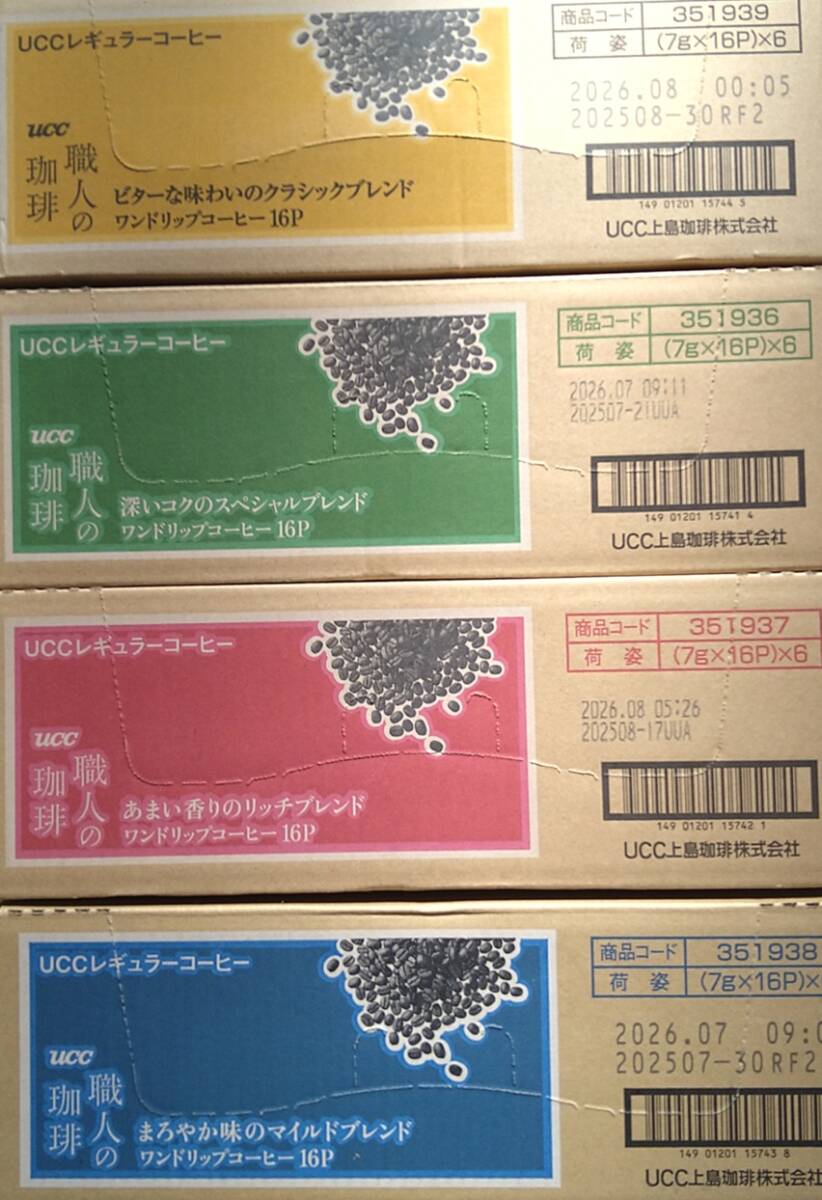 UCCレギュラーコーヒー
商品コード 351939
荷 姿 (7g×16P)×6
2026.08 00:05
202508-30RF2
ucc
職人の
珈琲
ビターな味わいのクラシックブレンド
ワンドリップコーヒー 16P
149 01201 15744 5
UCC上島珈琲株式会社
UCCレギュラーコーヒー
商品コード 351936
荷 姿 (7g×16P)×6
2026.07 09:11
202507-21UUA
ucc
職人の
珈琲
深いコクのスペシャルブレンド
ワンドリップコーヒー 16P
149 01201 15741 4
UCC上島珈琲株式会社
UCCレギュラーコーヒー
商品コード 351937
荷 姿 (7g×16P)×6
2026.08 05:26
202508-17UUA
ucc
職人の
珈琲
あまい香りのリッチブレンド
ワンドリップコーヒー 16P
149 01201 15742 1
UCC上島珈琲株式会社
UCCレギュラーコーヒー
商品コード 351938
荷 姿 (7g×16P)×
2026.07 09:0
202507-30RF2
ucc
職人の
珈琲
まろやか味のマイルドブレンド
ワンドリップコーヒー 16P
149 01201 15743 8
UCC上島珈琲株式会社